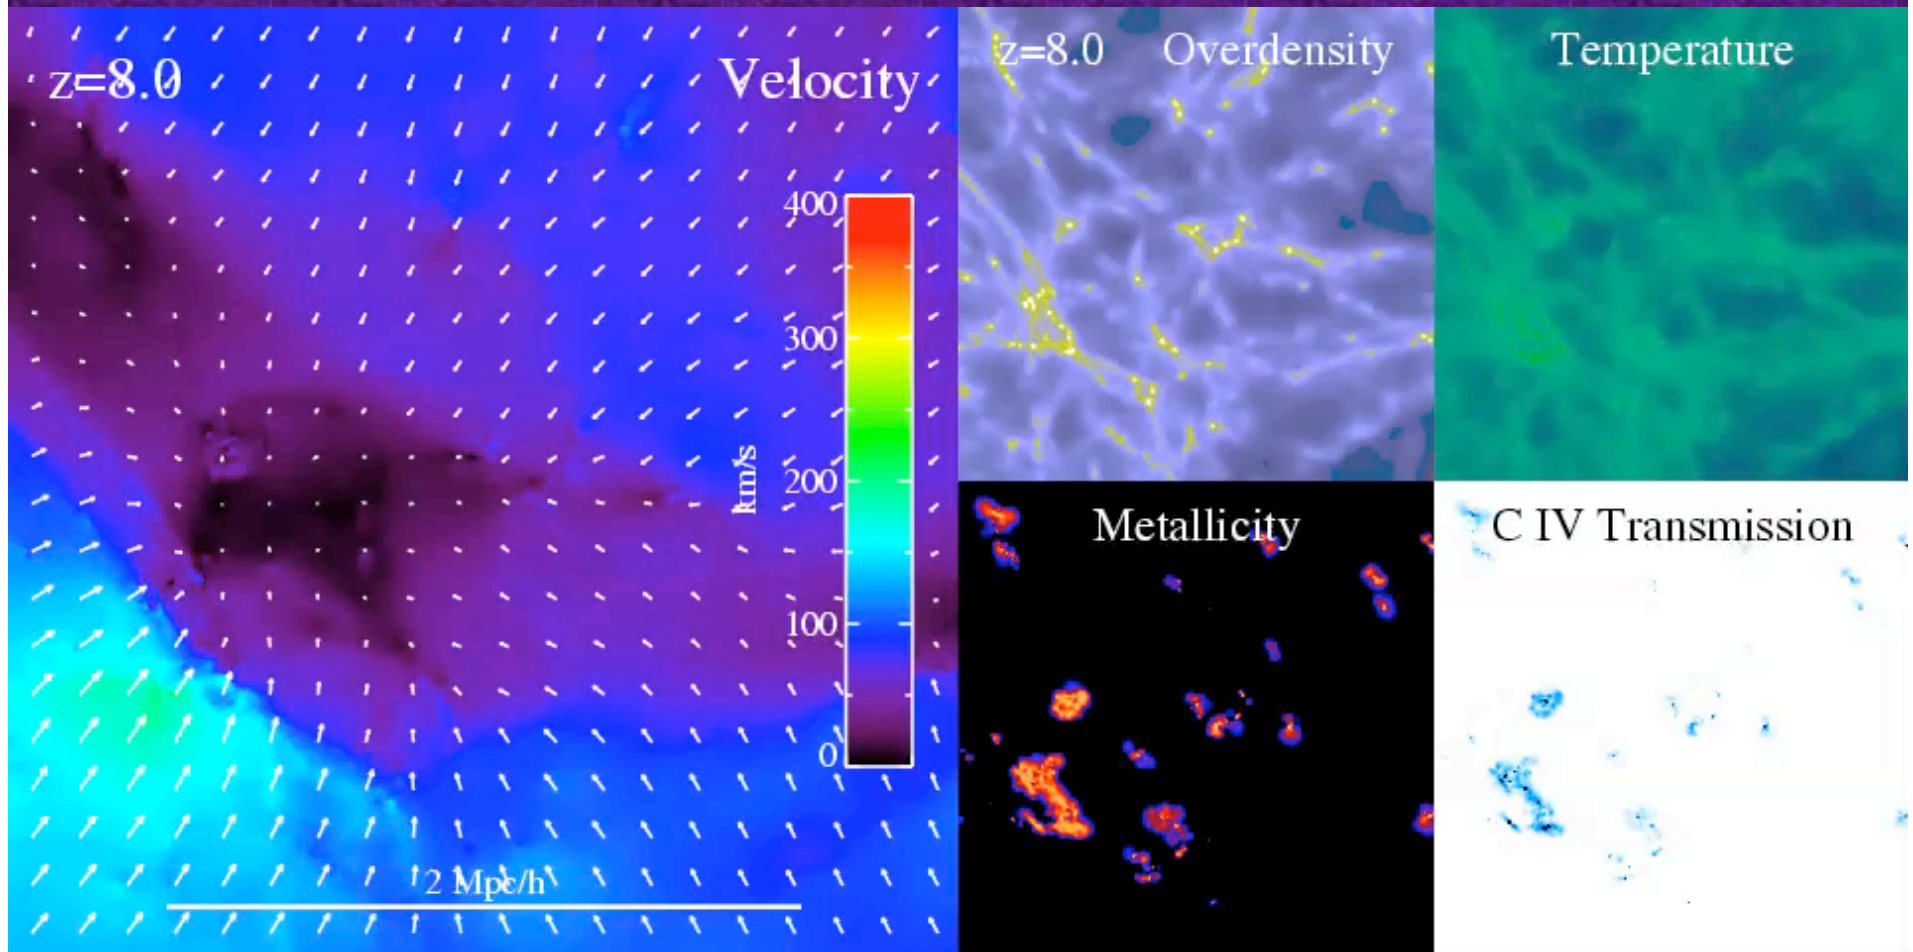 z=8.0
Velocity
400
300
200
100
0
km/s
2 Mpc/h
z=8.0 Overdensity
Temperature
Metallicity
C IV Transmission